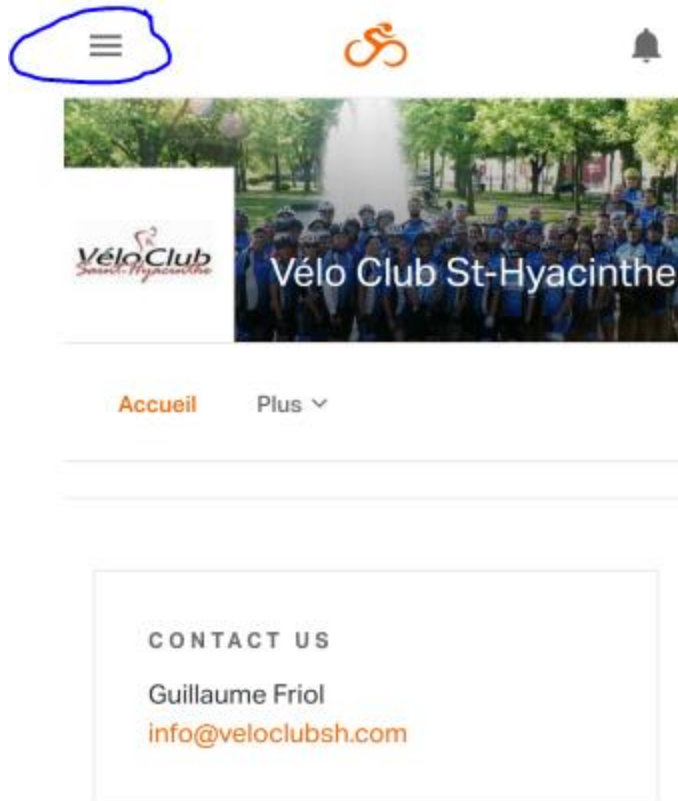 VéloClub
Saint-Hyacinthe
Vélo Club St-Hyacinthe
Accueil Plus
CONTACT US
Guillaume Friol
info@veloclubsh.com